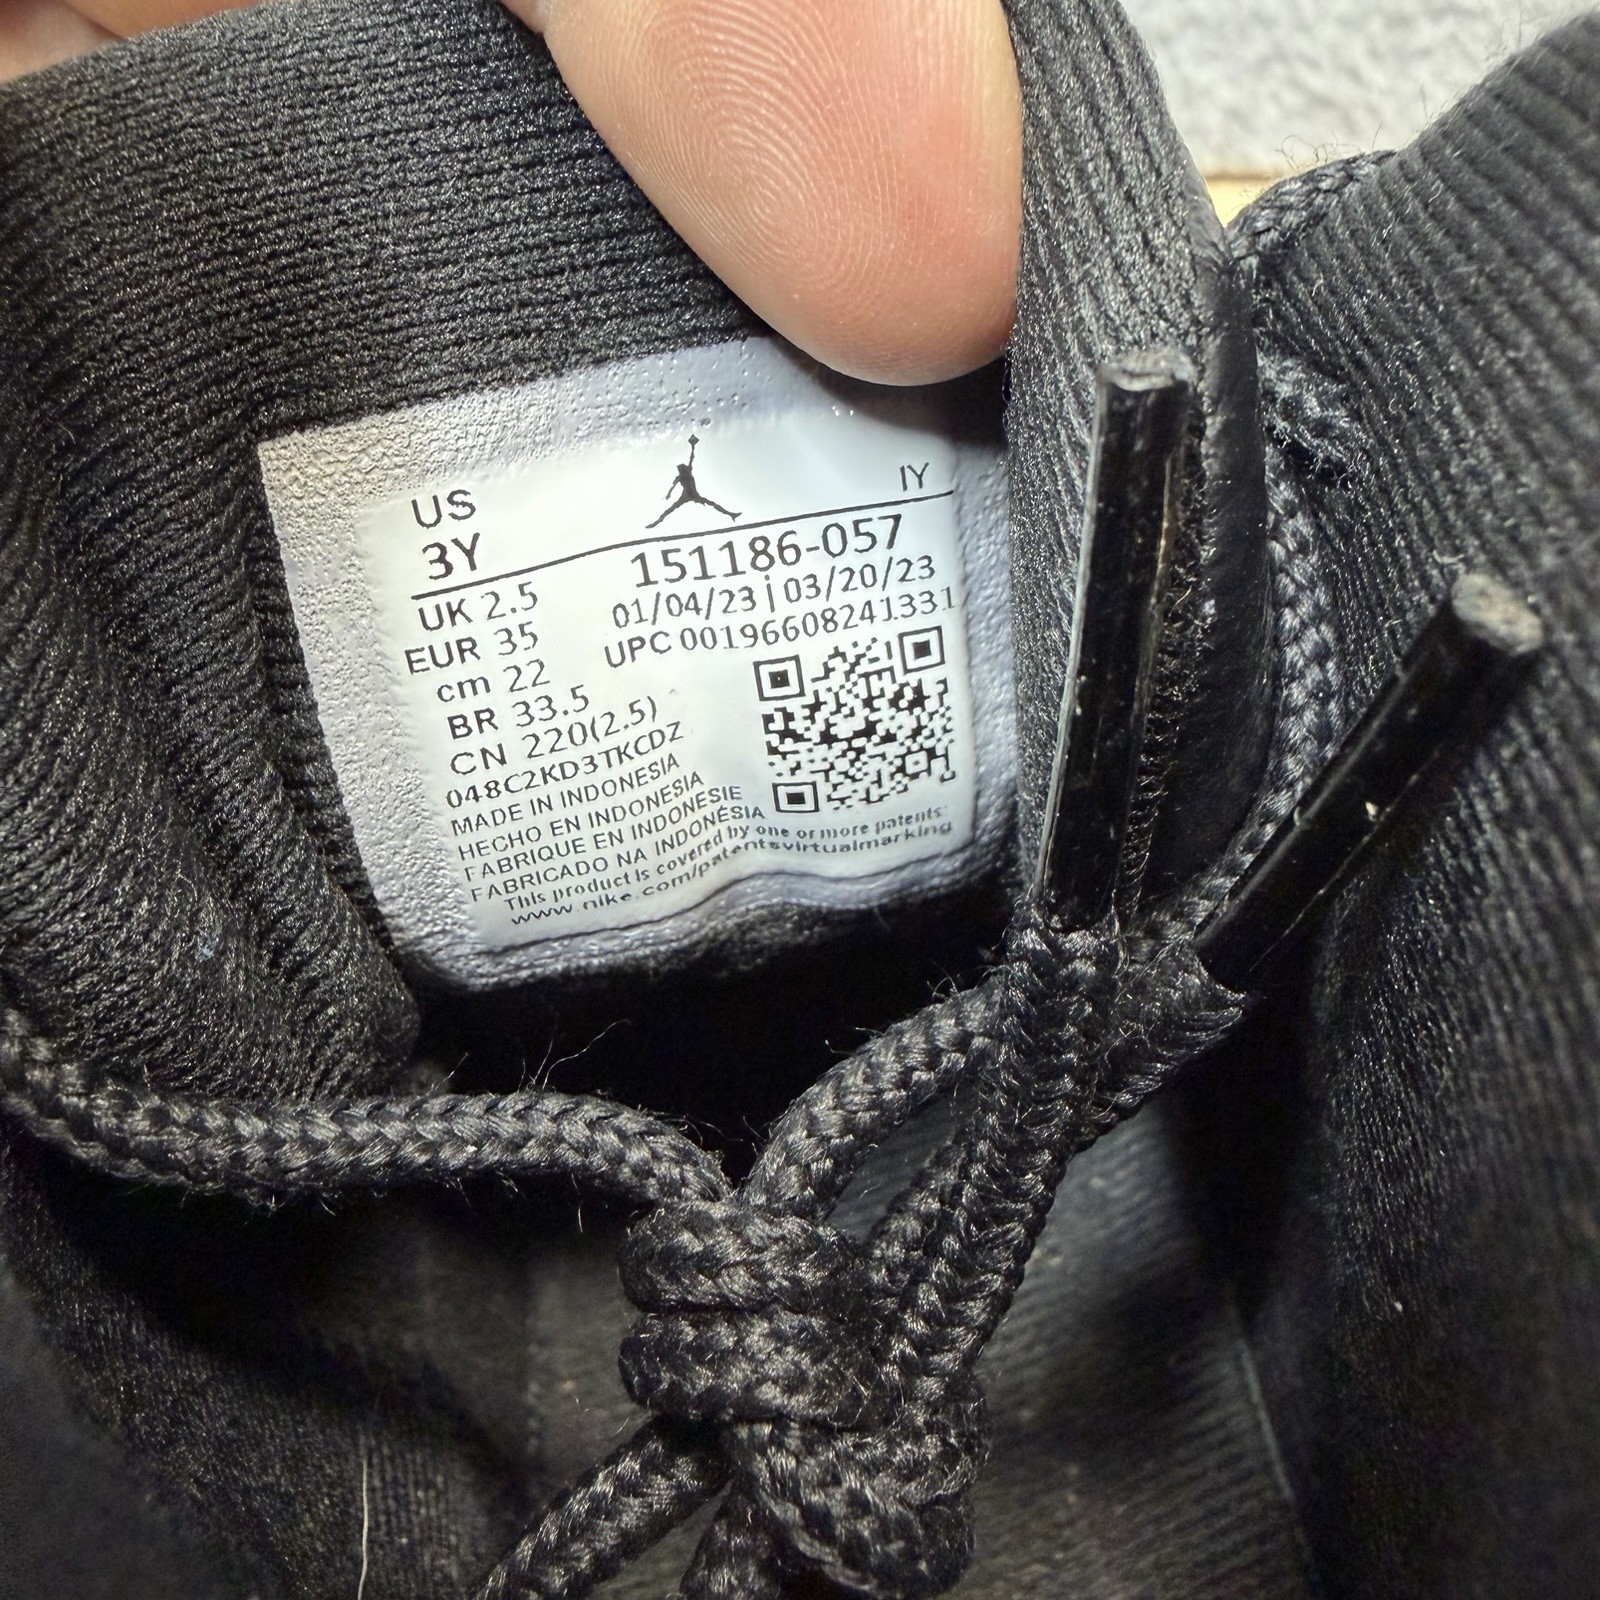 US
3Y
IY
UK 2.5
EUR 35
cm 22
BR 33.5
CN 220(2.5)
151186-057
01/04/23 | 03/20/23
UPC 00196608241331
048C2KD3TKCDZ
MADE IN INDONESIA
HECHO EN INDONESIA
FABRIQUE EN INDONESIE
FABRICADO NA INDONÉSIA
This product is covered by one or more patents:
www.nike.com/patentsvirtualmarking